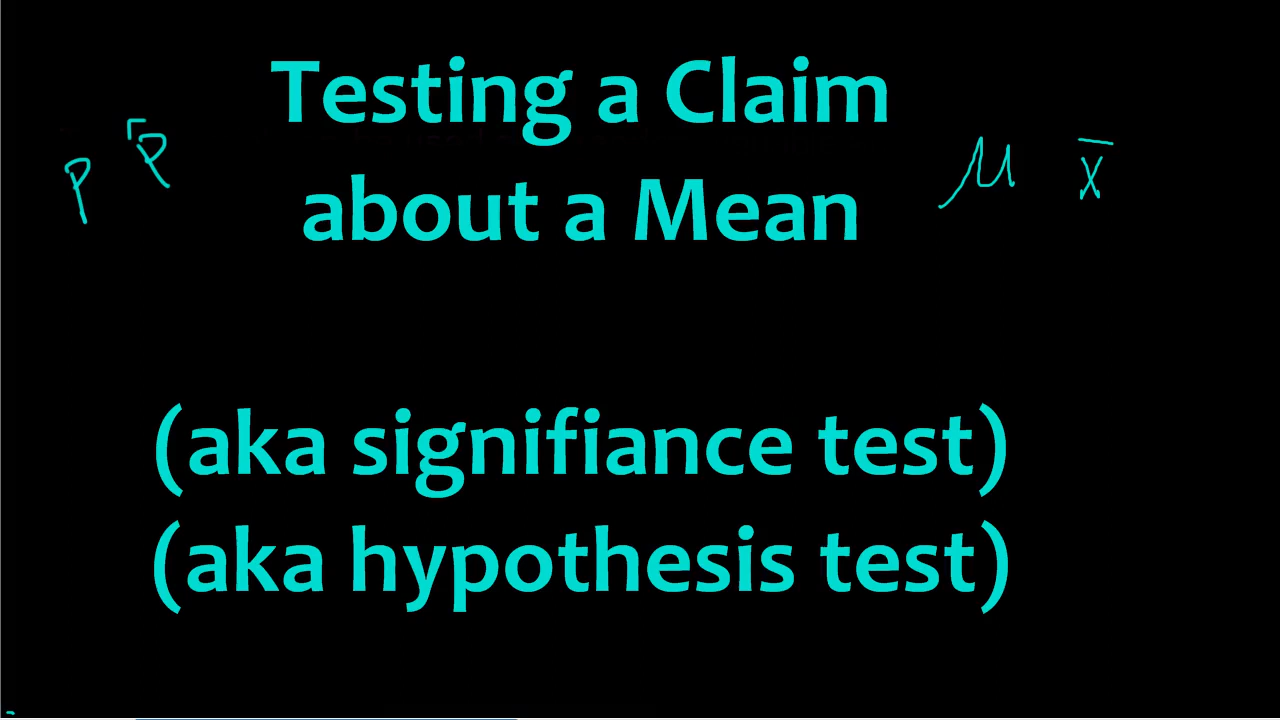 Testing a Claim
p p̂
μ x̄
about a Mean
(aka signifiance test)
(aka hypothesis test)